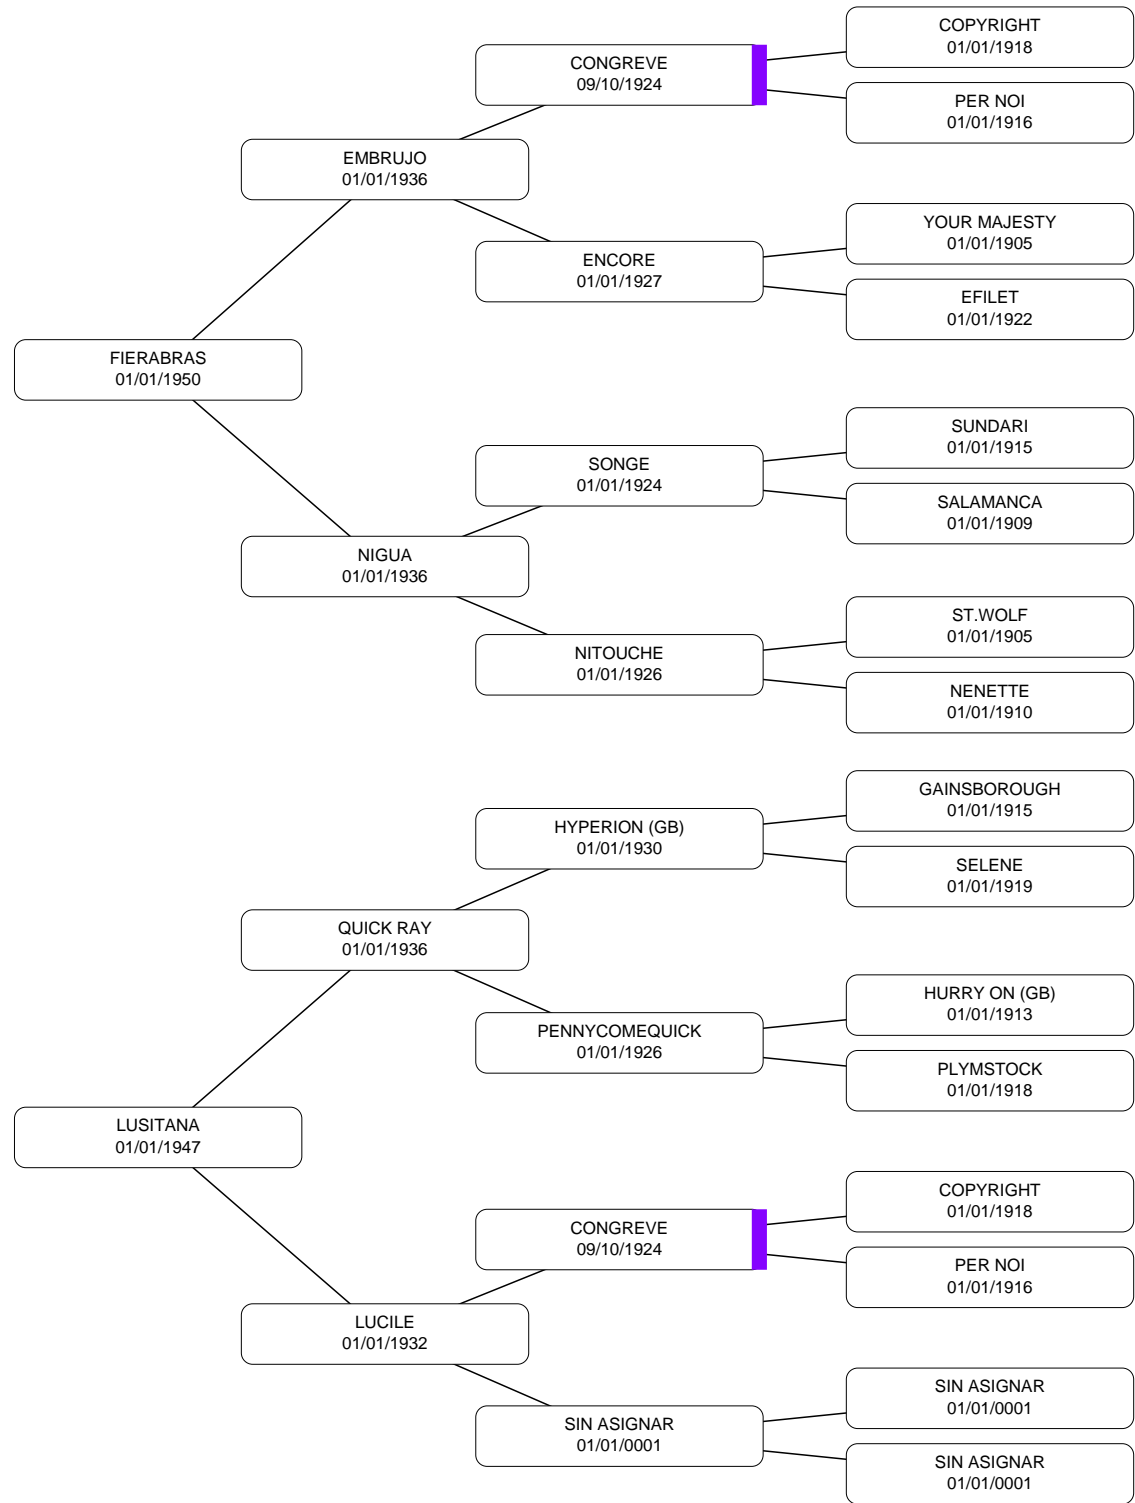 COPYRIGHT
01/01/1918
CONGREVE
09/10/1924
PER NOI
01/01/1916
EMBRUJO
01/01/1936
YOUR MAJESTY
01/01/1905
ENCORE
01/01/1927
EFILET
01/01/1922
FIERABRAS
01/01/1950
SUNDARI
01/01/1915
SONGE
01/01/1924
SALAMANCA
01/01/1909
NIGUA
01/01/1936
ST.WOLF
01/01/1905
NITOUCHE
01/01/1926
NENETTE
01/01/1910
GAINSBOROUGH
01/01/1915
HYPERION (GB)
01/01/1930
SELENE
01/01/1919
QUICK RAY
01/01/1936
HURRY ON (GB)
01/01/1913
PENNYCOMEQUICK
01/01/1926
PLYMSTOCK
01/01/1918
LUSITANA
01/01/1947
COPYRIGHT
01/01/1918
CONGREVE
09/10/1924
PER NOI
01/01/1916
LUCILE
01/01/1932
SIN ASIGNAR
01/01/0001
SIN ASIGNAR
01/01/0001
SIN ASIGNAR
01/01/0001